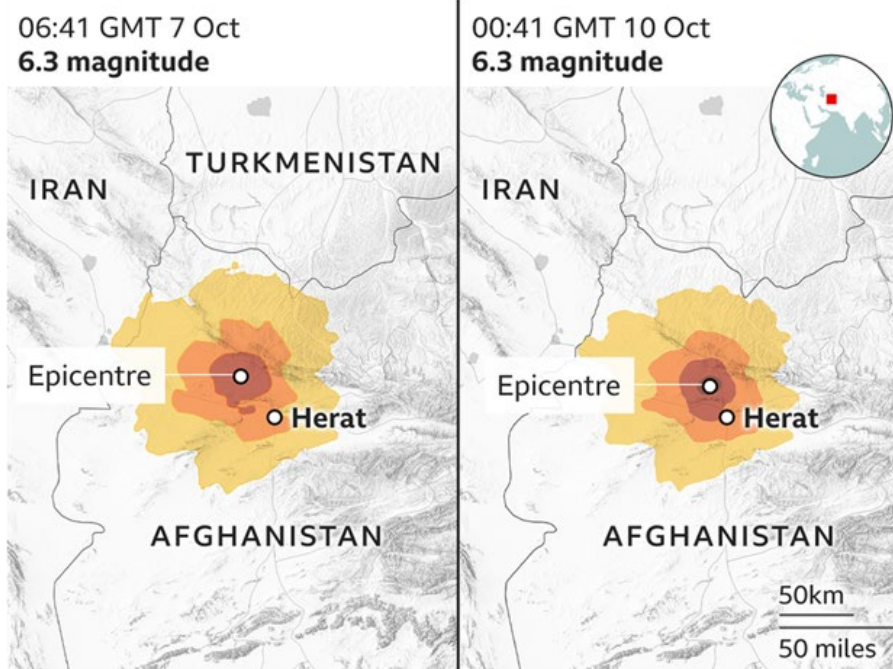 06:41 GMT 7 Oct
6.3 magnitude
TURKMENISTAN
IRAN
Epicentre
Herat
AFGHANISTAN
00:41 GMT 10 Oct
6.3 magnitude
IRAN
Epicentre
Herat
AFGHANISTAN
50km
50 miles